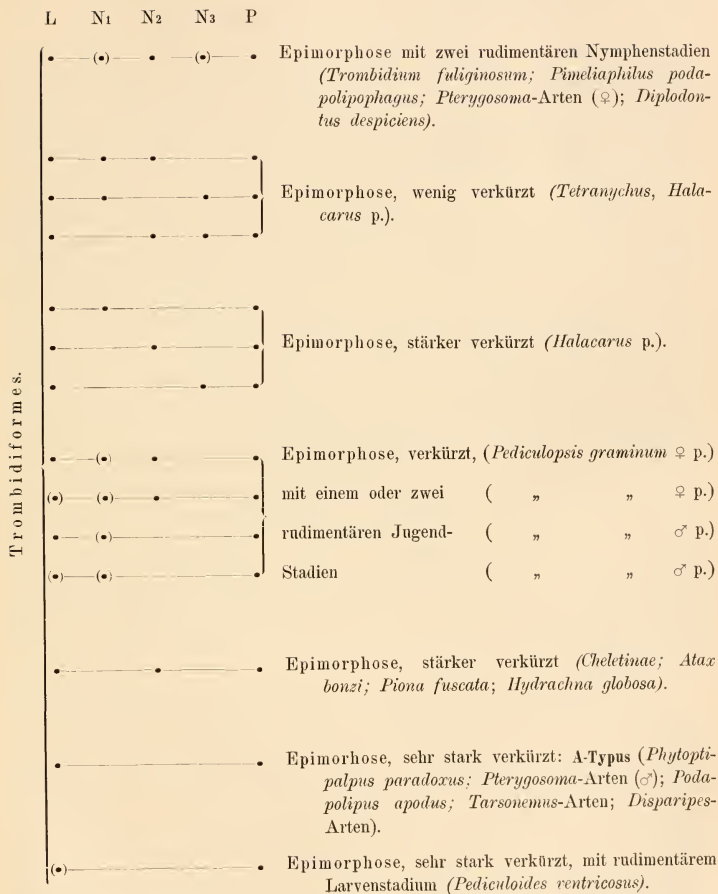 L N1 N2 N3 P
Epimorphose mit zwei rudimentären Nymphenstadien
(Trombidium fuliginosum; Pimeliaphilus poda-
polipophagus; Pterygosoma-Arten (♀); Diplodon-
tus despiciens).
Epimorphose, wenig verkürzt (Tetranychus, Hala-
carus p.).
Epimorphose, stärker verkürzt (Halacarus p.).
Trombidiformes.
Epimorphose, verkürzt, (Pediculopsis graminum ♀ p.)
mit einem oder zwei ( „ „ ♀ p.)
rudimentären Jugend- ( „ „ ♂ p.)
Stadien ( „ „ ♂ p.)
Epimorphose, stärker verkürzt (Cheletinae; Atax
bonzi; Piona fuscata; Hydrachna globosa).
Epimorhose, sehr stark verkürzt: A-Typus (Phytopti-
palpus paradoxus; Pterygosoma-Arten (♂); Poda-
polipus apodus; Tarsonemus-Arten; Disparipes-
Arten).
Epimorphose, sehr stark verkürzt, mit rudimentärem
Larvenstadium (Pediculoides ventricosus).